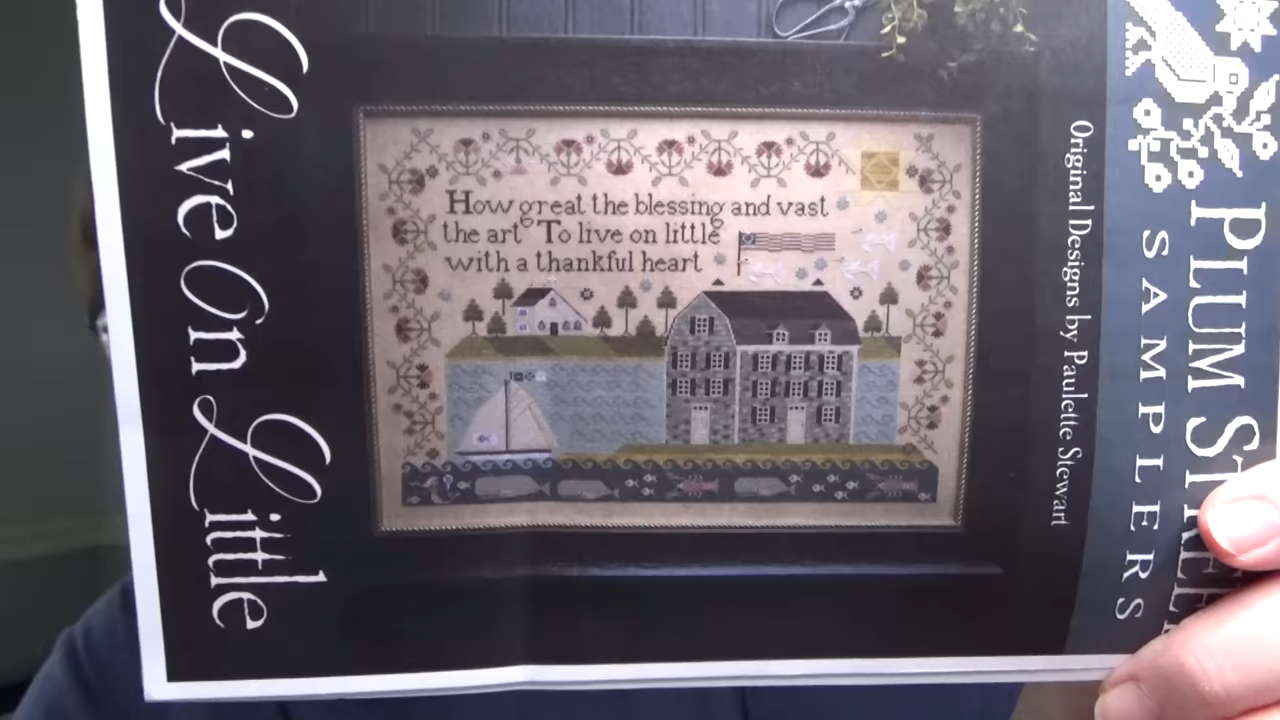 PLUM STREET
SAMPLERS
Original Designs by Paulette Stewart
How great the blessing and vast
the art To live on little
with a thankful heart
Live On Little